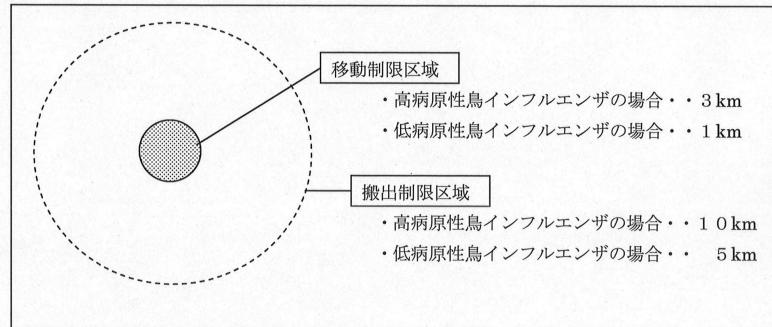 移動制限区域
・高病原性鳥インフルエンザの場合・・３km
・低病原性鳥インフルエンザの場合・・１km
搬出制限区域
・高病原性鳥インフルエンザの場合・・１０km
・低病原性鳥インフルエンザの場合・・　５km